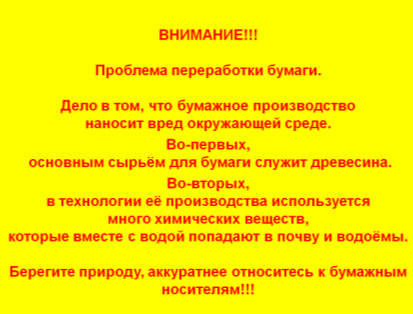 ВНИМАНИЕ!!!
Проблема переработки бумаги.
Дело в том, что бумажное производство
наносит вред окружающей среде.
Во-первых,
основным сырьём для бумаги служит древесина.
Во-вторых,
в технологии её производства используется
много химических веществ,
которые вместе с водой попадают в почву и водоёмы.
Берегите природу, аккуратнее относитесь к бумажным
носителям!!!